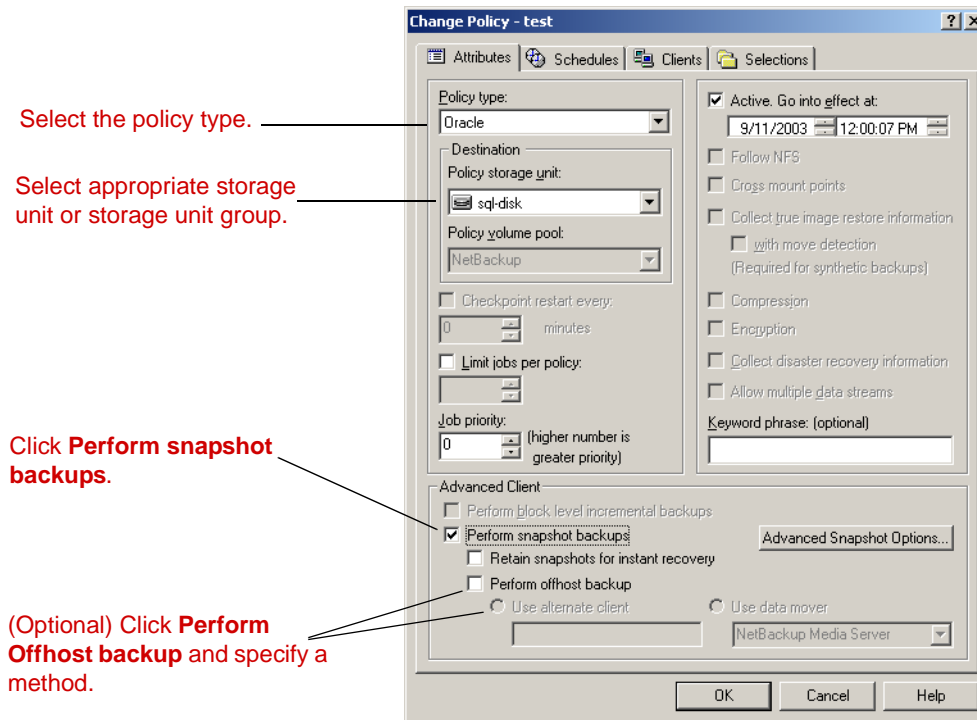 Change Policy - test
Attributes Schedules Clients Selections
Select the policy type.
Policy type:
Oracle
Destination
Select appropriate storage
unit or storage unit group.
Policy storage unit:
sql-disk
Policy volume pool:
NetBackup
Checkpoint restart every:
0 minutes
Limit jobs per policy:
Job priority:
0 (higher number is
greater priority)
Active. Go into effect at:
9/11/2003 12:00:07 PM
Follow NFS
Cross mount points
Collect true image restore information
with move detection
(Required for synthetic backups)
Compression
Encryption
Collect disaster recovery information
Allow multiple data streams
Keyword phrase: (optional)
Click Perform snapshot
backups.
Advanced Client
Perform block level incremental backups
Perform snapshot backups
Advanced Snapshot Options...
Retain snapshots for instant recovery
Perform offhost backup
Use alternate client
Use data mover
NetBackup Media Server
(Optional) Click Perform
Offhost backup and specify a
method.
OK Cancel Help